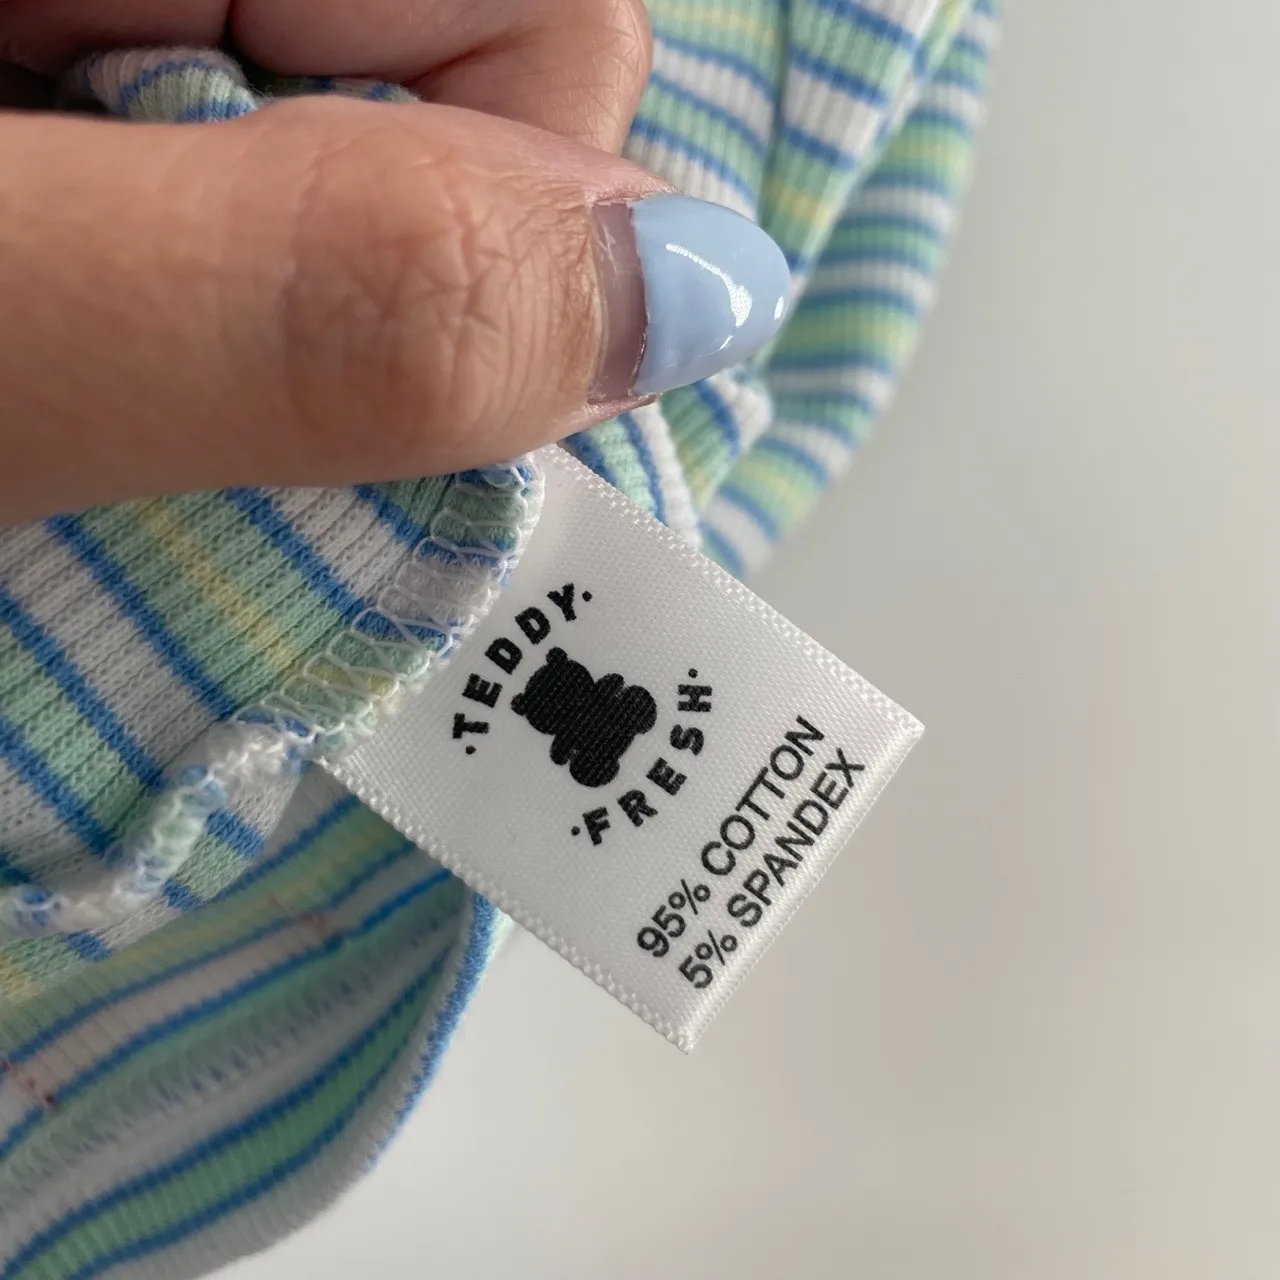 ·TEDDY·
·FRESH·
95% COTTON
5% SPANDEX